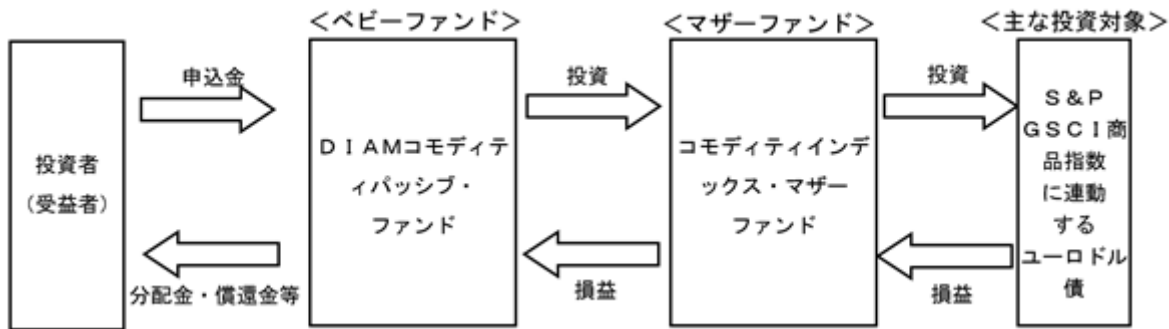 ＜ベビーファンド＞
＜マザーファンド＞
＜主な投資対象＞
投資者
（受益者）
申込金
分配金・償還金等
ＤＩＡＭコモディテ
ィパッシブ・
ファンド
投資
損益
コモディティインデ
ックス・マザー
ファンド
投資
損益
Ｓ＆Ｐ
ＧＳＣＩ商
品指数
に連動
する
ユーロドル
債